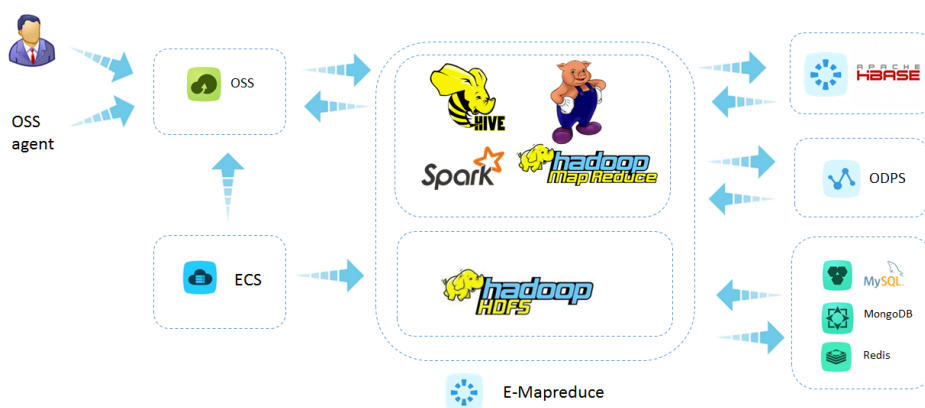 OSS
agent
OSS
ECS
HIVE
Spark
hadoop
MapReduce
hadoop
HDFS
E-Mapreduce
APACHE
HBASE
ODPS
MySQL
MongoDB
Redis